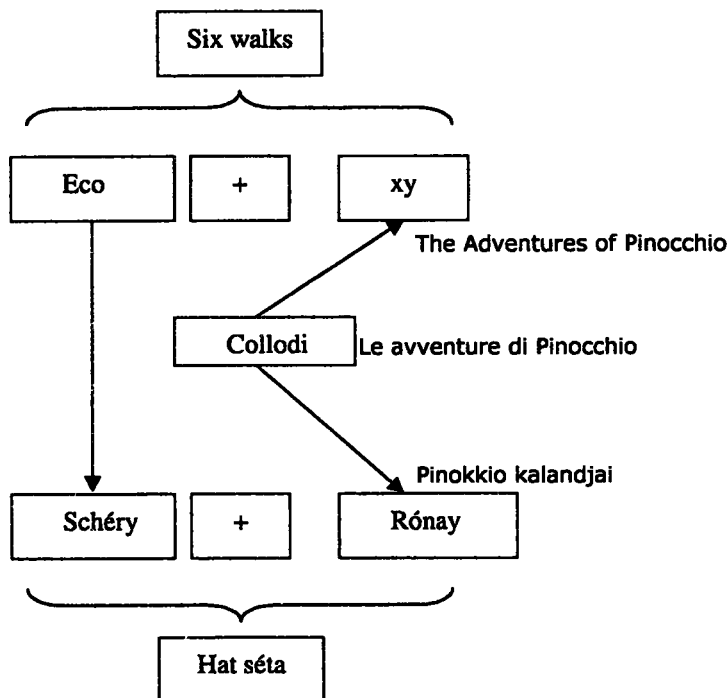 Six walks
Eco
+
xy
The Adventures of Pinocchio
Collodi
Le avventure di Pinocchio
Pinokkio kalandjai
Schéry
+
Rónay
Hat séta